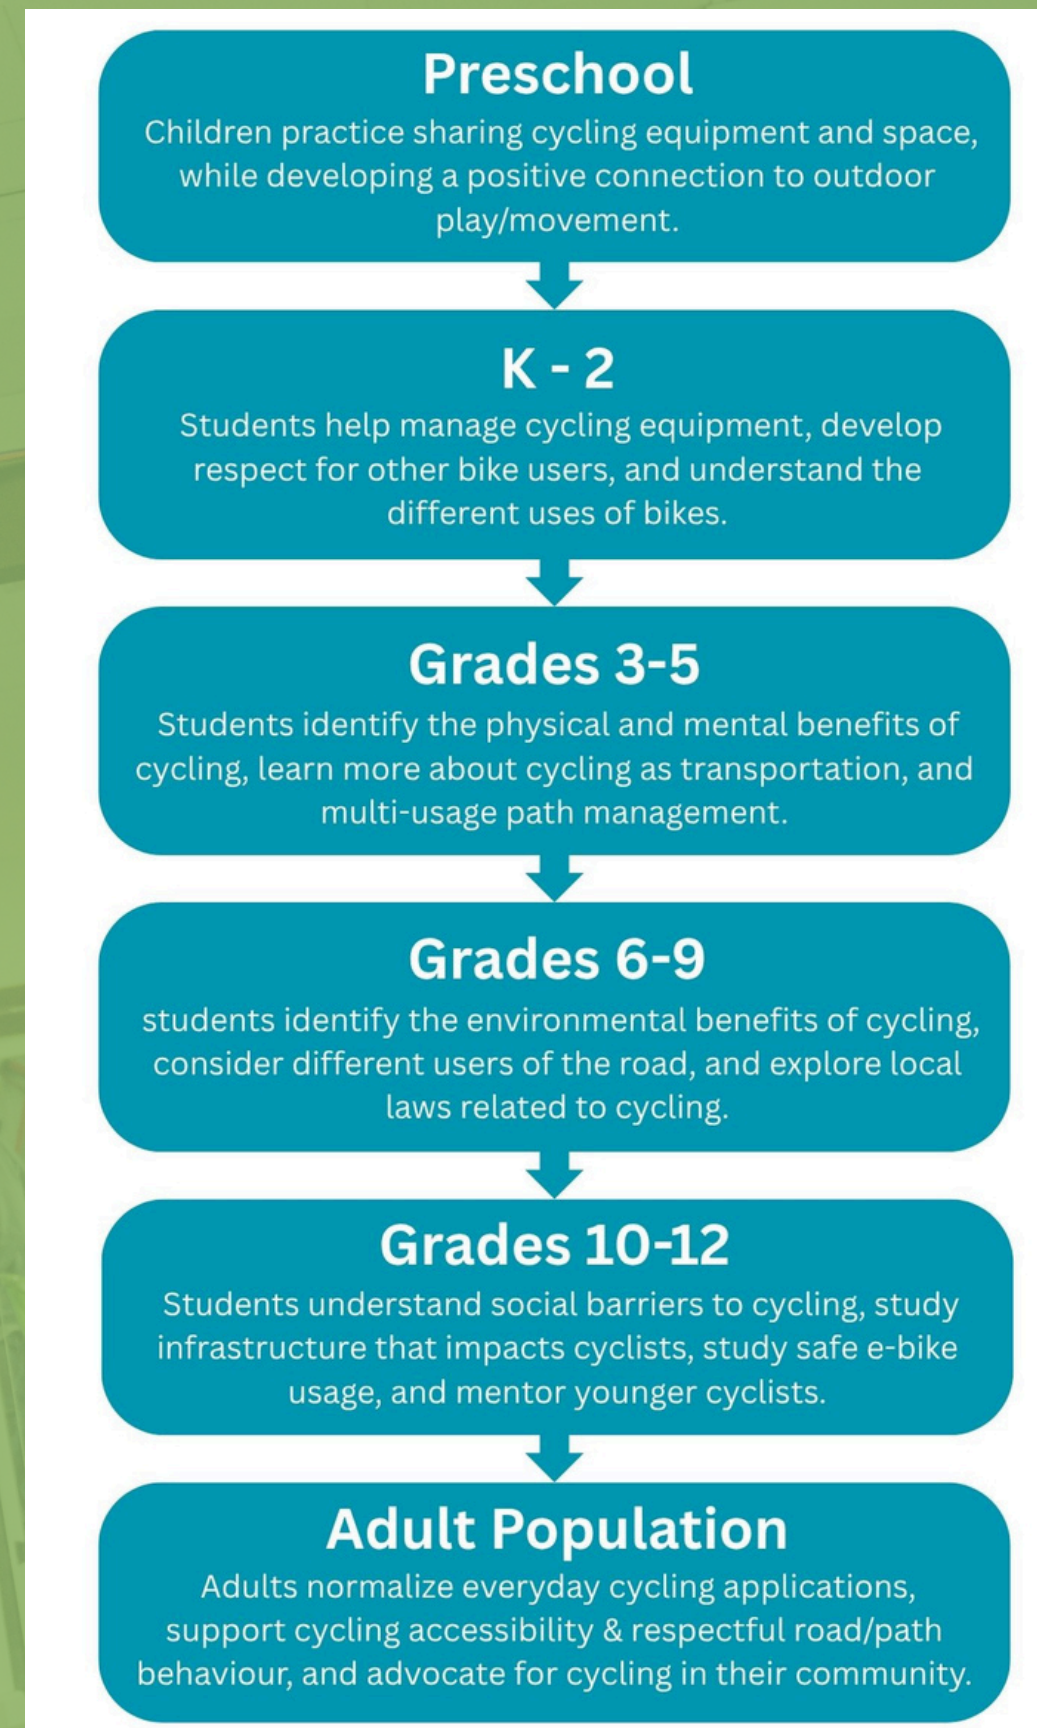 Preschool
Children practice sharing cycling equipment and space,
while developing a positive connection to outdoor
play/movement.
K - 2
Students help manage cycling equipment, develop
respect for other bike users, and understand the
different uses of bikes.
Grades 3-5
Students identify the physical and mental benefits of
cycling, learn more about cycling as transportation, and
multi-usage path management.
Grades 6-9
students identify the environmental benefits of cycling,
consider different users of the road, and explore local
laws related to cycling.
Grades 10-12
Students understand social barriers to cycling, study
infrastructure that impacts cyclists, study safe e-bike
usage, and mentor younger cyclists.
Adult Population
Adults normalize everyday cycling applications,
support cycling accessibility & respectful road/path
behaviour, and advocate for cycling in their community.